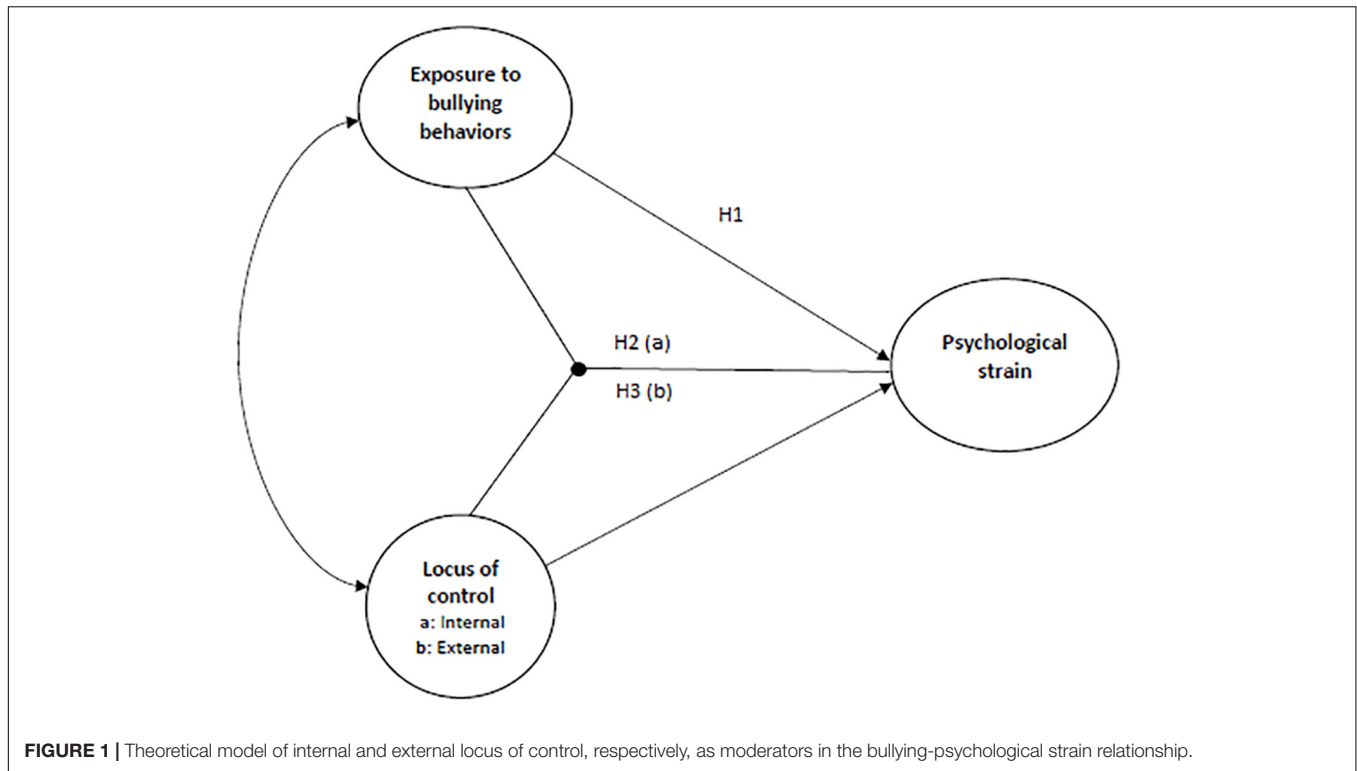 Exposure to
bullying
behaviors
H1
H2 (a)
H3 (b)
Psychological
strain
Locus of
control
a: Internal
b: External
FIGURE 1 | Theoretical model of internal and external locus of control, respectively, as moderators in the bullying-psychological strain relationship.